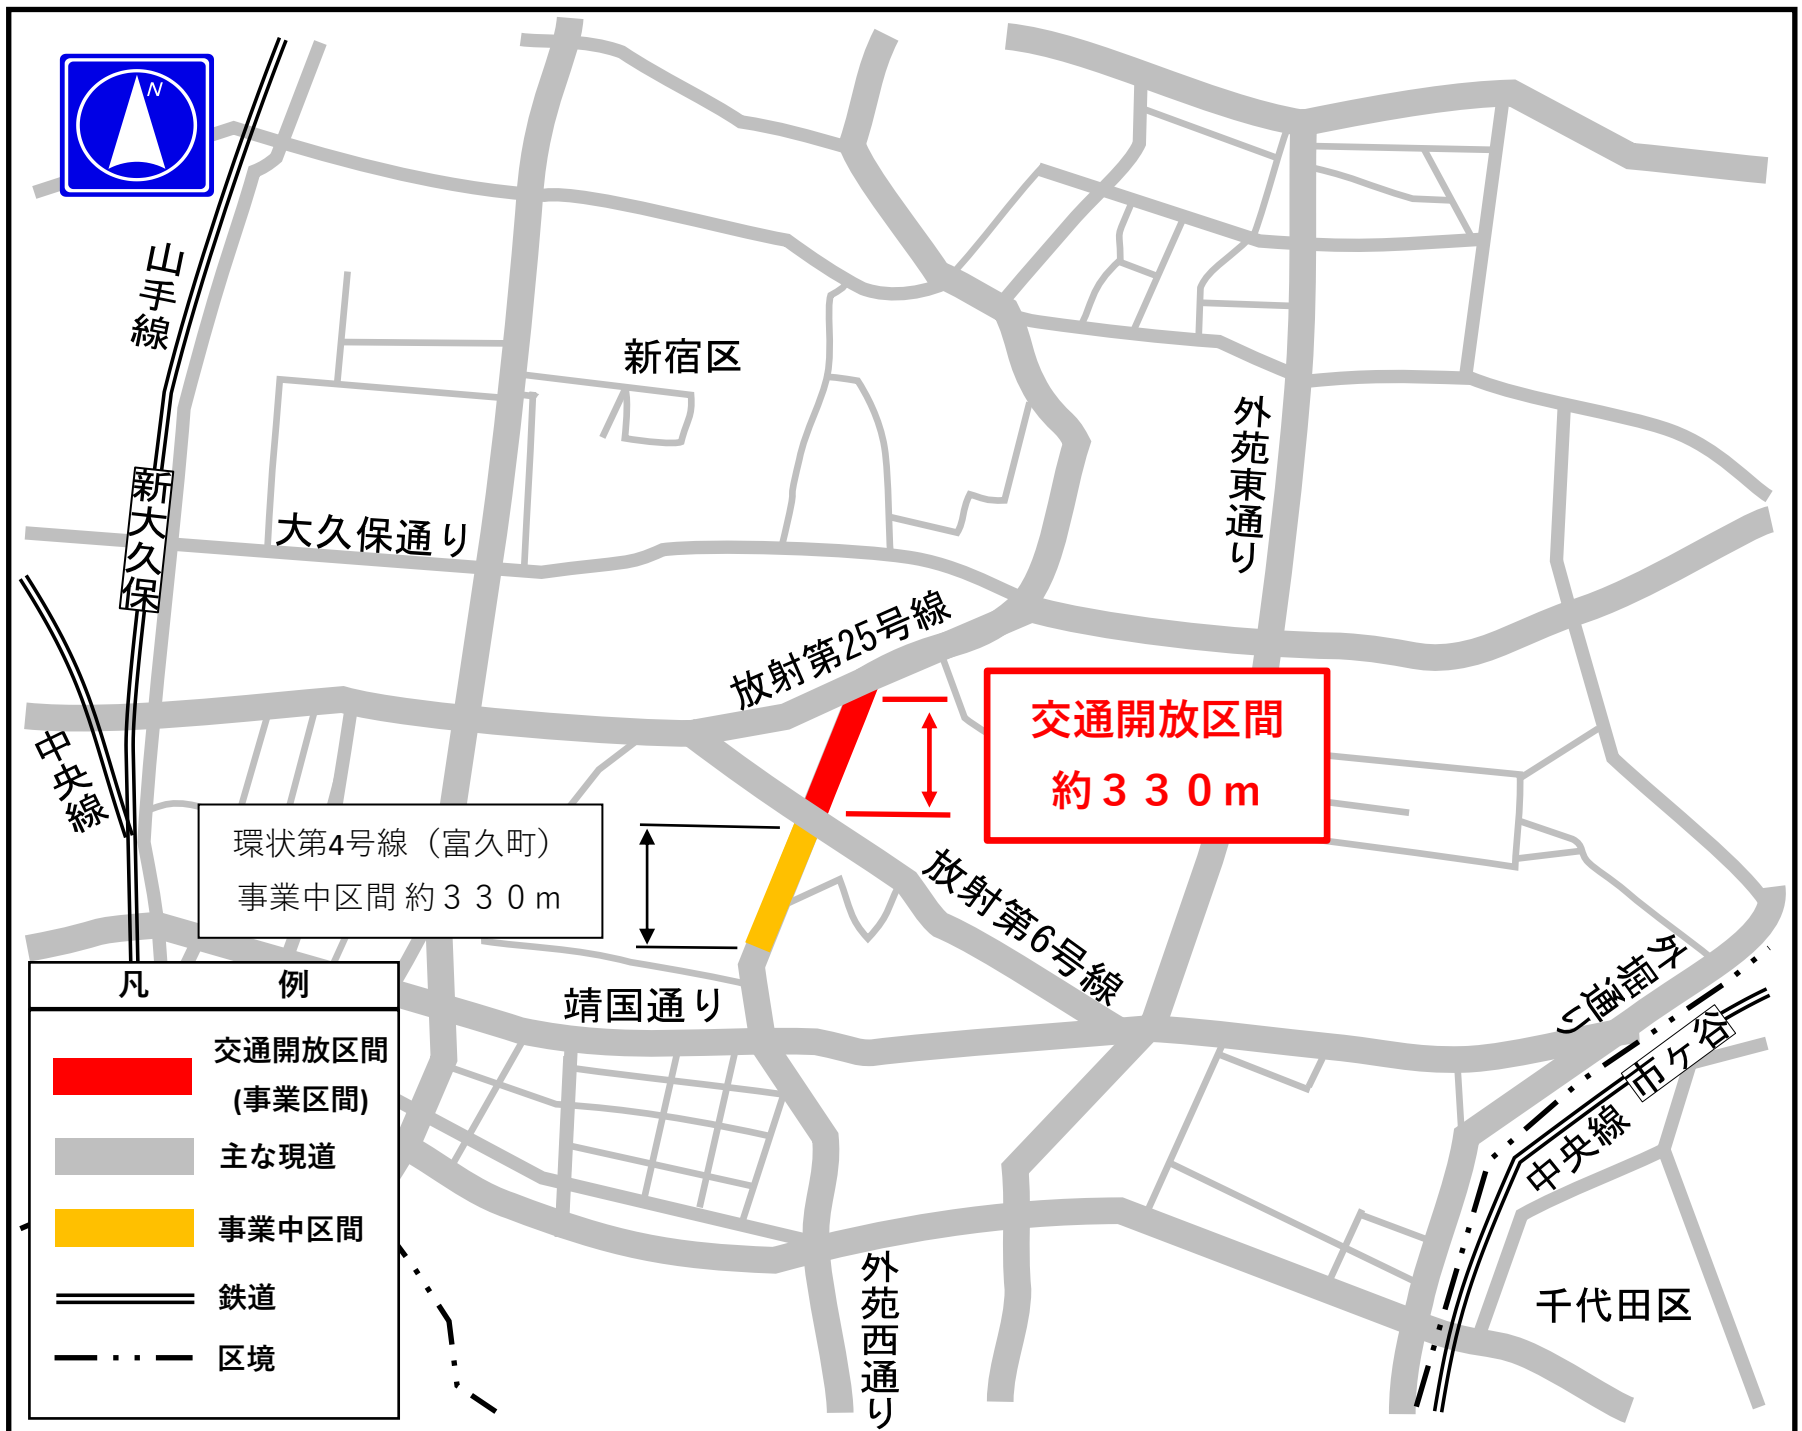 N
山手線
新宿区
外苑東通り
新大久保
大久保通り
放射第25号線
交通開放区間
約３３０ｍ
中央線
環状第4号線（富久町）
事業中区間 約３３０ｍ
放射第6号線
外堀通り
靖国通り
市ケ谷
中央線
凡　例
交通開放区間
(事業区間)
主な現道
事業中区間
鉄道
区境
外苑西通り
千代田区